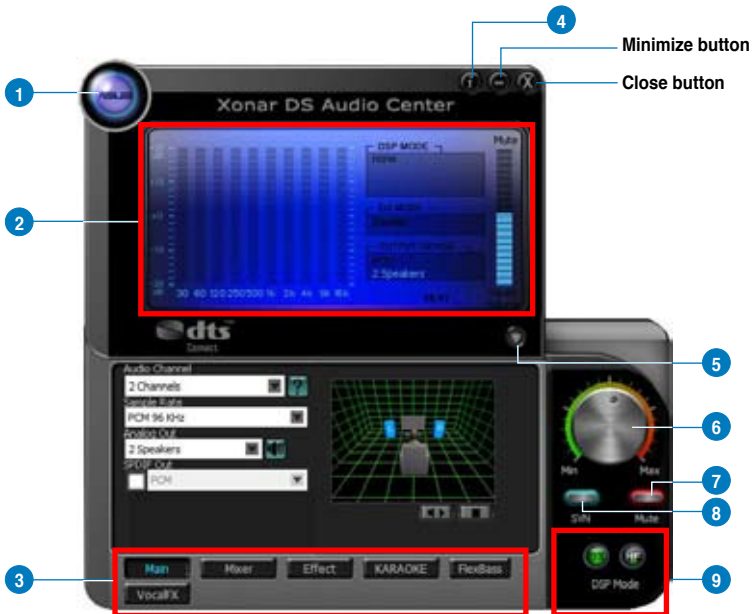 4
Minimize button
Close button
1
ASUS
Xonar DS Audio Center
2
Mute
DSP MODE
none
2 Speakers
30 60 120 250 500 1k 2k 4k 8k 16k
dts
Connect
5
Audio Channel
2 Channels
?
Sample Rate
PCM 96 KHz
Analog Out
2 Speakers
SPDIF Out
PCM
6
Min
Max
7
8
SVN
Mute
9
DSP Mode
3
Main
Mixer
Effect
KARAOKE
FlexBass
VocalFX